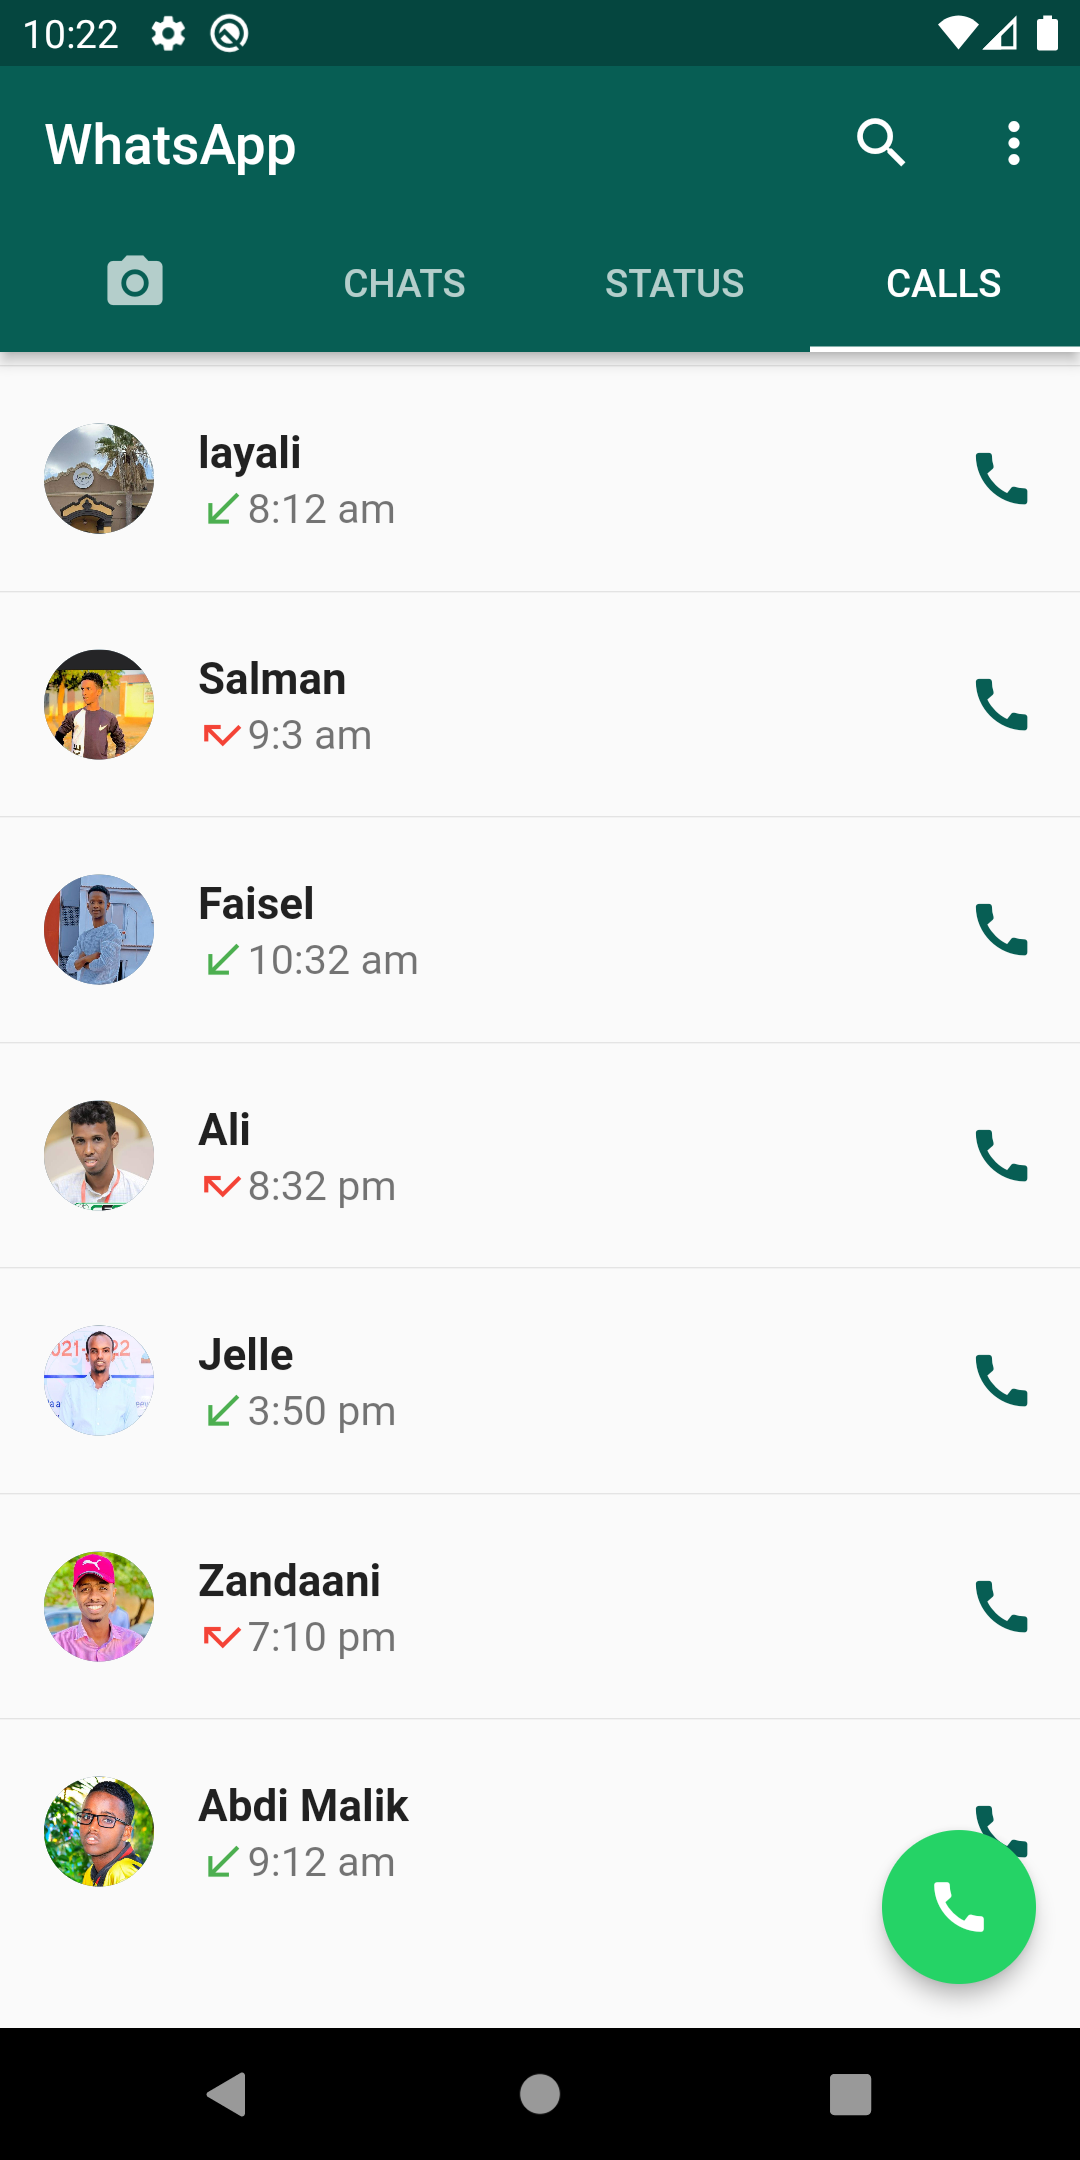 10:22
WhatsApp
CHATS STATUS CALLS
layali
8:12 am
Salman
9:3 am
Faisel
10:32 am
Ali
8:32 pm
Jelle
3:50 pm
Zandaani
7:10 pm
Abdi Malik
9:12 am